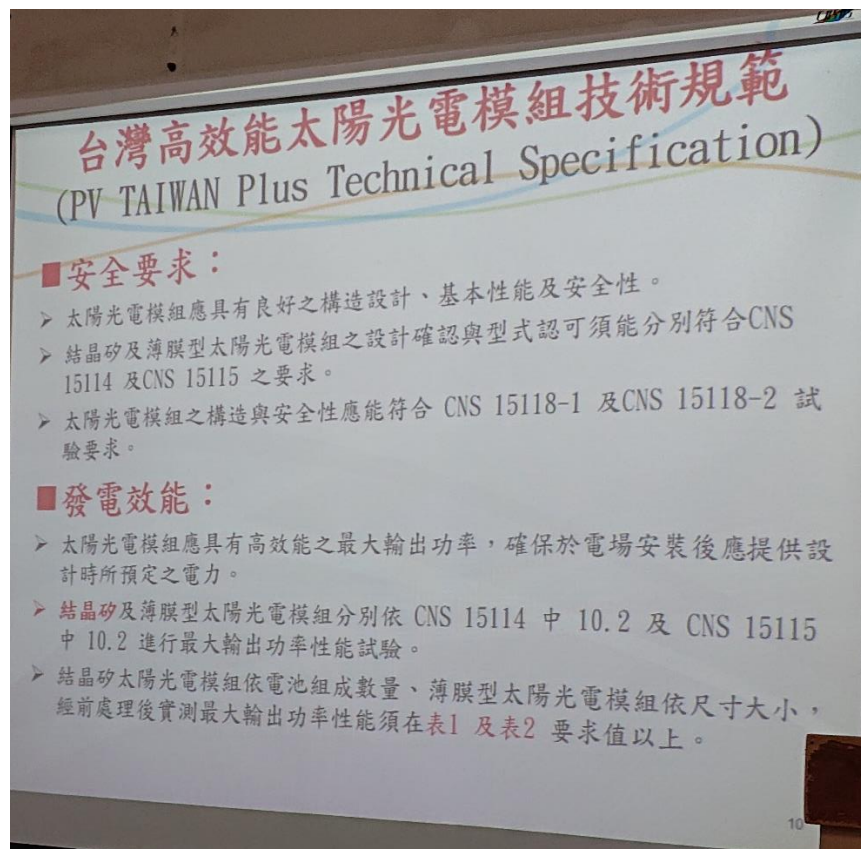 台灣高效能太陽光電模組技術規範
(PV TAIWAN Plus Technical Specification)
■安全要求：
➢ 太陽光電模組應具有良好之構造設計、基本性能及安全性。
➢ 結晶矽及薄膜型太陽光電模組之設計確認與型式認可須能分別符合CNS
15114 及CNS 15115 之要求。
➢ 太陽光電模組之構造與安全性應能符合 CNS 15118-1 及CNS 15118-2 試
驗要求。
■發電效能：
➢ 太陽光電模組應具有高效能之最大輸出功率，確保於電場安裝後應提供設
計時所預定之電力。
➢ 結晶矽及薄膜型太陽光電模組分別依 CNS 15114 中 10.2 及 CNS 15115
中 10.2 進行最大輸出功率性能試驗。
➢ 結晶矽太陽光電模組依電池組成數量、薄膜型太陽光電模組依尺寸大小，
經前處理後實測最大輸出功率性能須在表1 及表2 要求值以上。
10